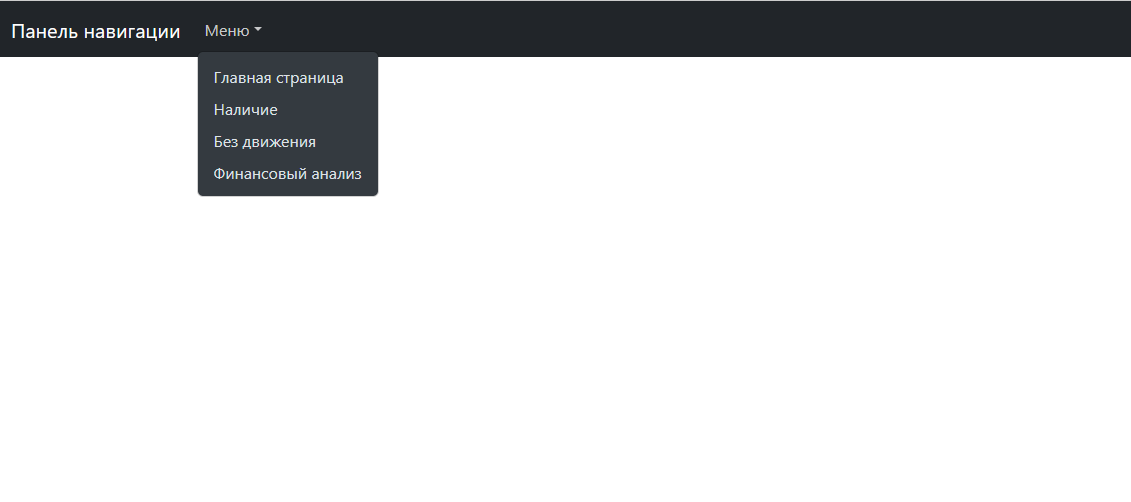 Панель навигации Меню
Главная страница
Наличие
Без движения
Финансовый анализ